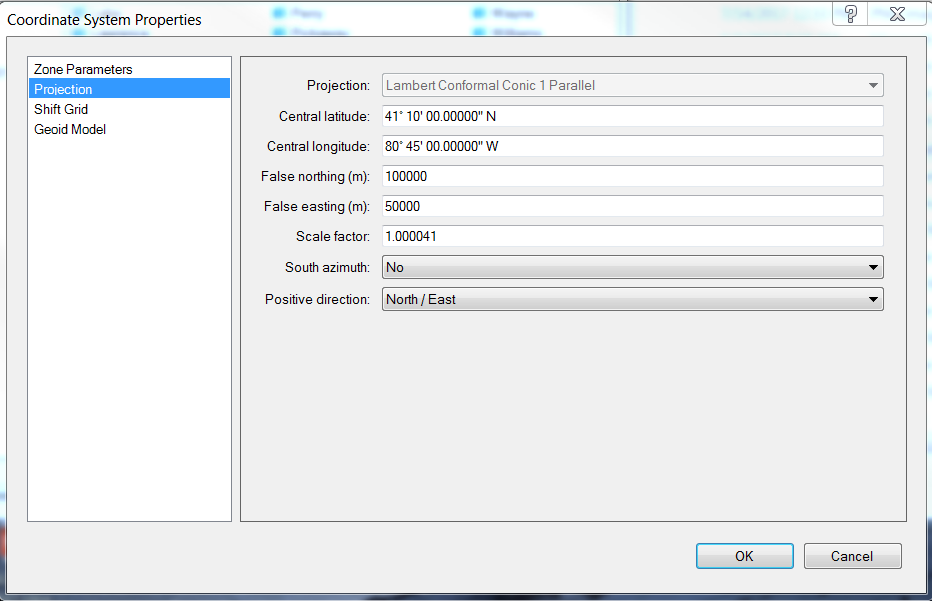 Coordinate System Properties
Zone Parameters
Projection
Shift Grid
Geoid Model
Projection: Lambert Conformal Conic 1 Parallel
Central latitude: 41° 10' 00.00000" N
Central longitude: 80° 45' 00.00000" W
False northing (m): 100000
False easting (m): 50000
Scale factor: 1.000041
South azimuth: No
Positive direction: North / East
OK Cancel